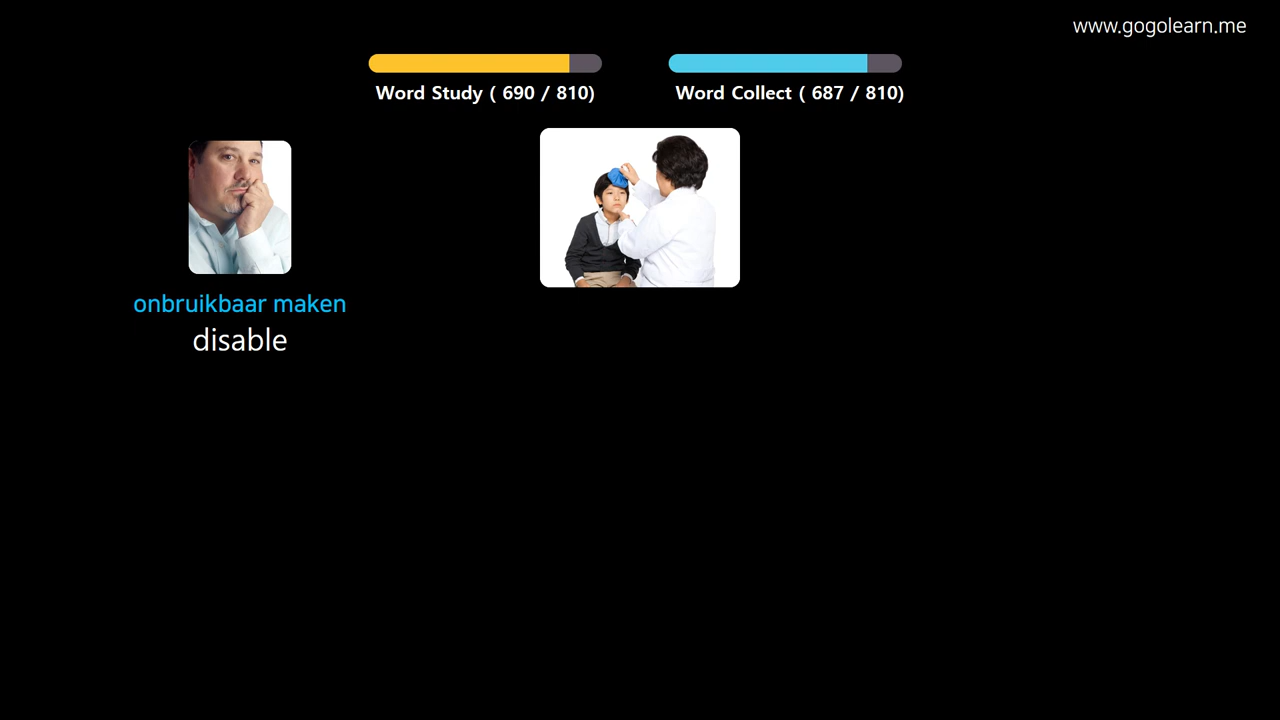 www.gogolearn.me
Word Study ( 690 / 810)
Word Collect ( 687 / 810)
onbruikbaar maken
disable